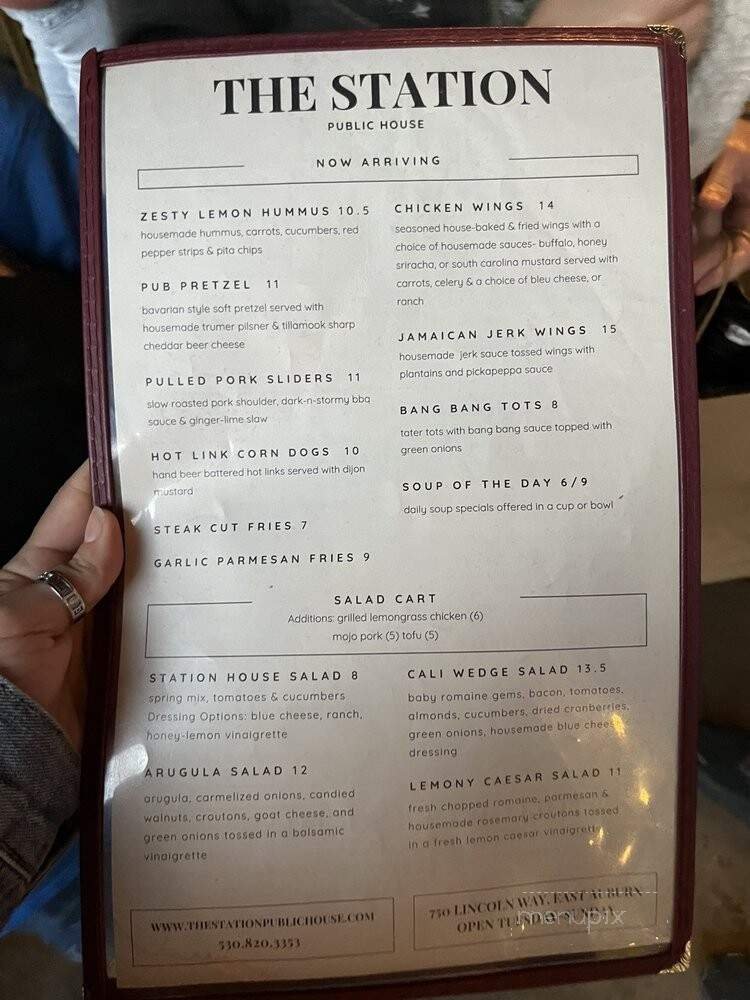 THE STATION
PUBLIC HOUSE
NOW ARRIVING
ZESTY LEMON HUMMUS 10.5
housemade hummus, carrots, cucumbers, red
pepper strips & pita chips
PUB PRETZEL 11
bavarian style soft pretzel served with
housemade trumer pilsner & tillamook sharp
cheddar beer cheese
PULLED PORK SLIDERS 11
slow roasted pork shoulder, dark-n-stormy bbq
sauce & ginger-lime slaw
HOT LINK CORN DOGS 10
hand beer battered hot links served with dijon
mustard
STEAK CUT FRIES 7
GARLIC PARMESAN FRIES 9
CHICKEN WINGS 14
seasoned house-baked & fried wings with a
choice of housemade sauces- buffalo, honey
sriracha, or south carolina mustard served with
carrots, celery & a choice of bleu cheese, or
ranch
JAMAICAN JERK WINGS 15
housemade jerk sauce tossed wings with
plantains and pickapeppa sauce
BANG BANG TOTS 8
tater tots with bang bang sauce topped with
green onions
SOUP OF THE DAY 6/9
daily soup specials offered in a cup or bowl
SALAD CART
Additions: grilled lemongrass chicken (6)
mojo pork (5) tofu (5)
STATION HOUSE SALAD 8
spring mix, tomatoes & cucumbers
Dressing Options: blue cheese, ranch,
honey-lemon vinaigrette
ARUGULA SALAD 12
arugula, carmelized onions, candied
walnuts, croutons, goat cheese, and
green onions tossed in a balsamic
vinaigrette
CALI WEDGE SALAD 13.5
baby romaine gems, bacon, tomatoes,
almonds, cucumbers, dried cranberries,
green onions, housemade blue cheese
dressing
LEMONY CAESAR SALAD 11
fresh chopped romaine, parmesan &
housemade rosemary croutons tossed
in a fresh lemon caesar vinaigrette
WWW.THESTATIONPUBLICHOUSE.COM
530.820.3353
750 LINCOLN WAY, EAST AUBURN
OPEN
menupix